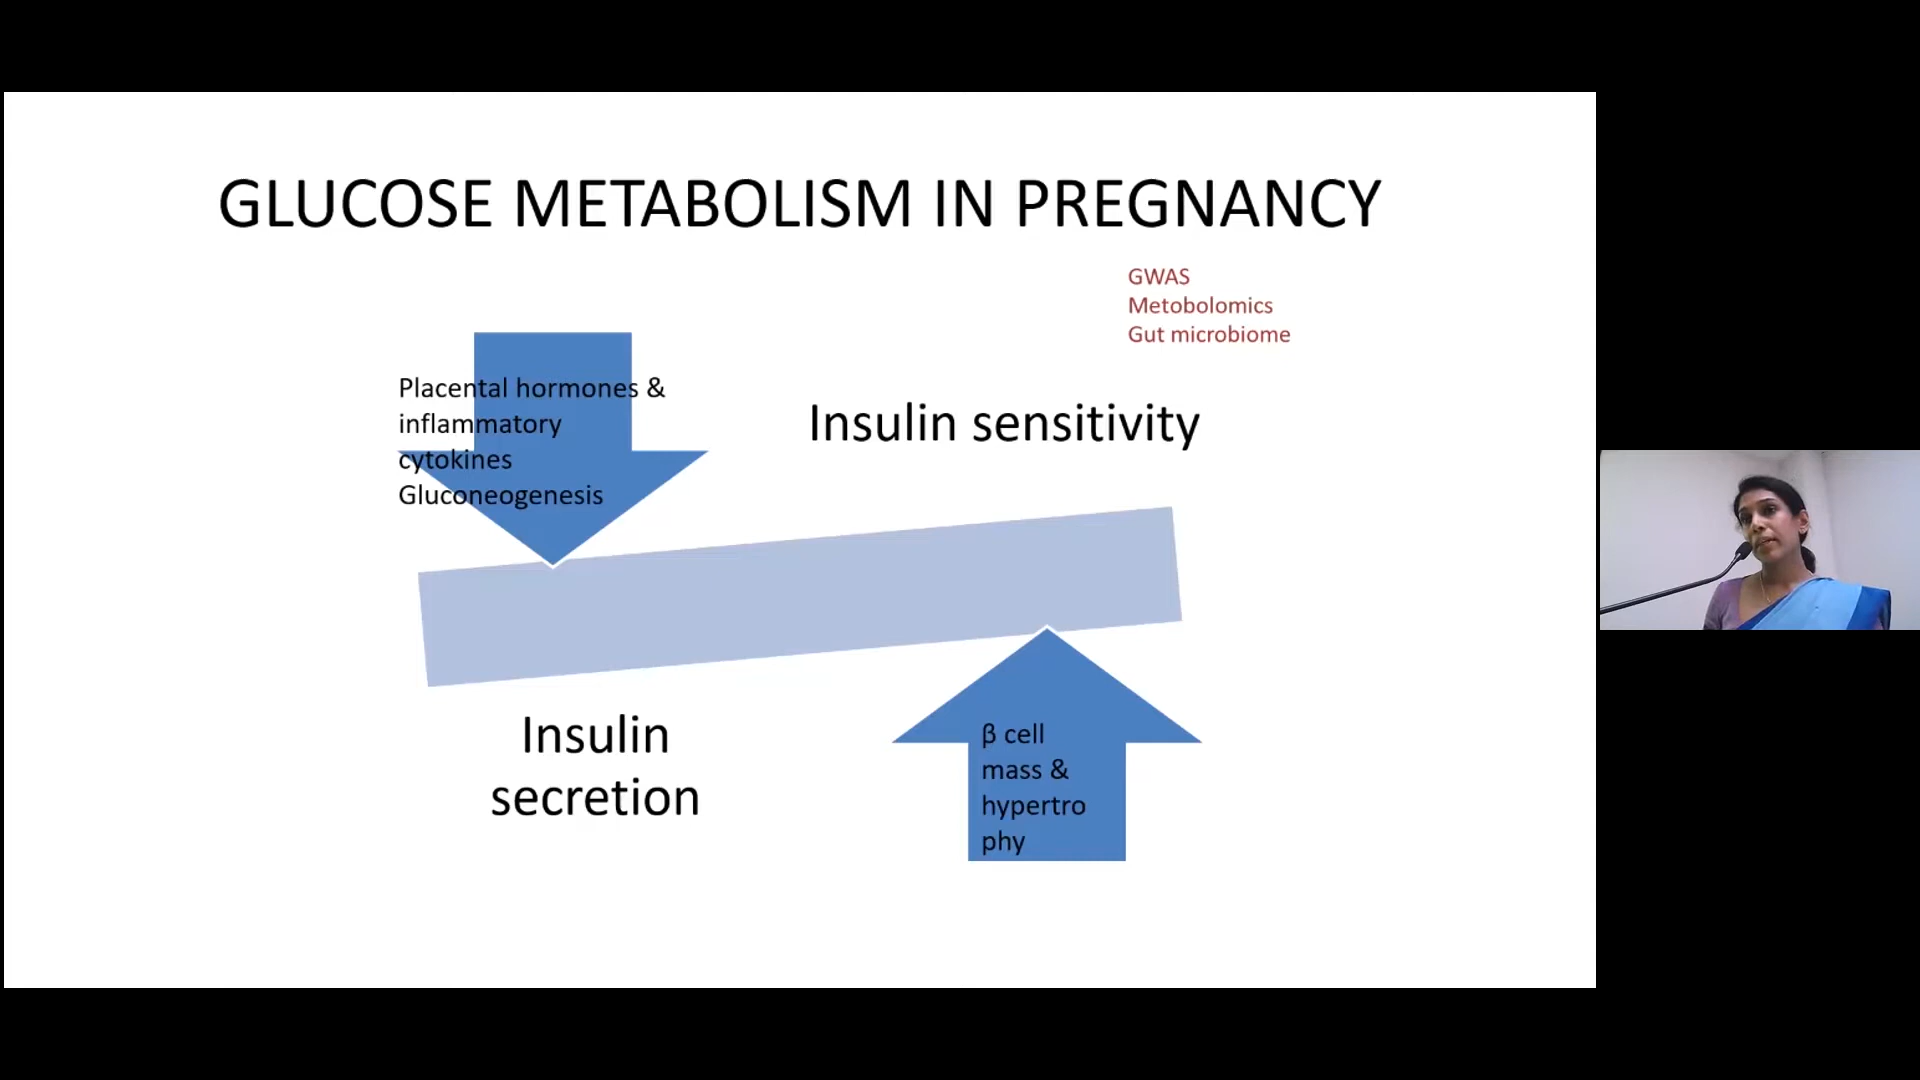 GLUCOSE METABOLISM IN PREGNANCY
GWAS
Metobolomics
Gut microbiome
Placental hormones &
inflammatory
cytokines
Gluconeogenesis
Insulin sensitivity
Insulin
secretion
β cell
mass &
hypertro
phy